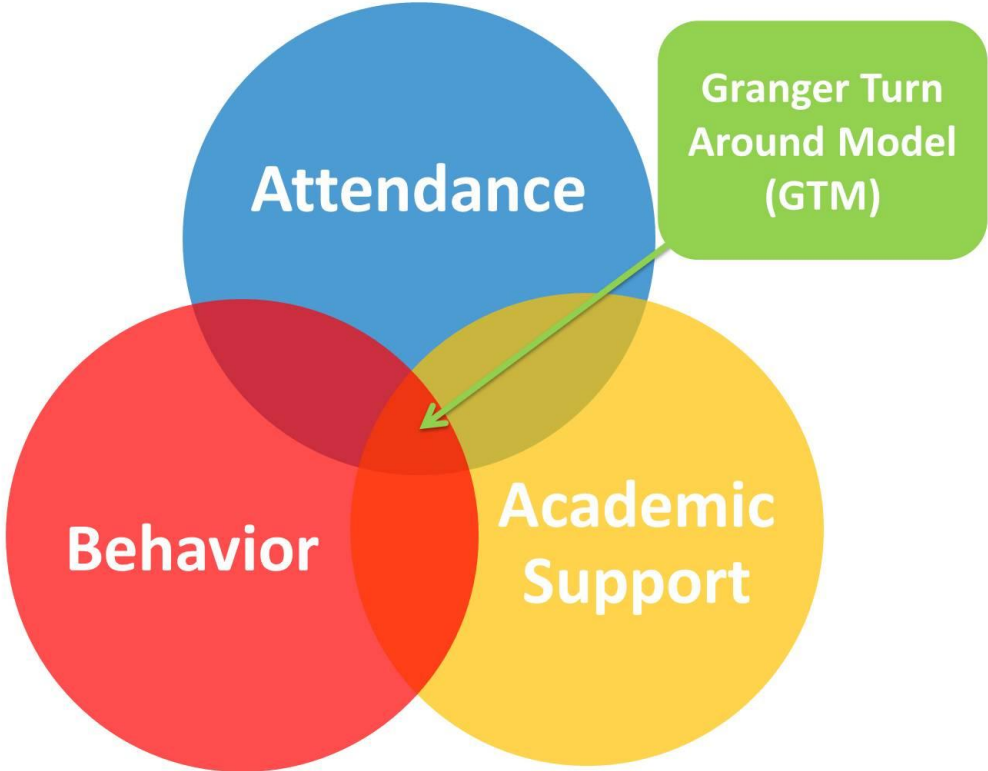 Attendance
Granger Turn
Around Model
(GTM)
Behavior
Academic
Support